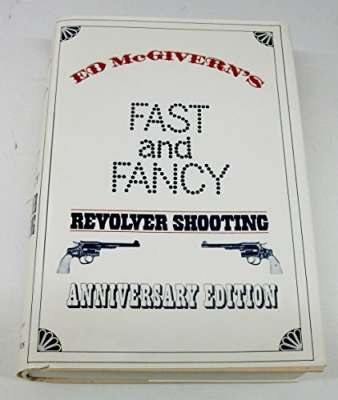 ED McGIVERN'S
FAST
and
FANCY
REVOLVER SHOOTING
ANNIVERSARY EDITION